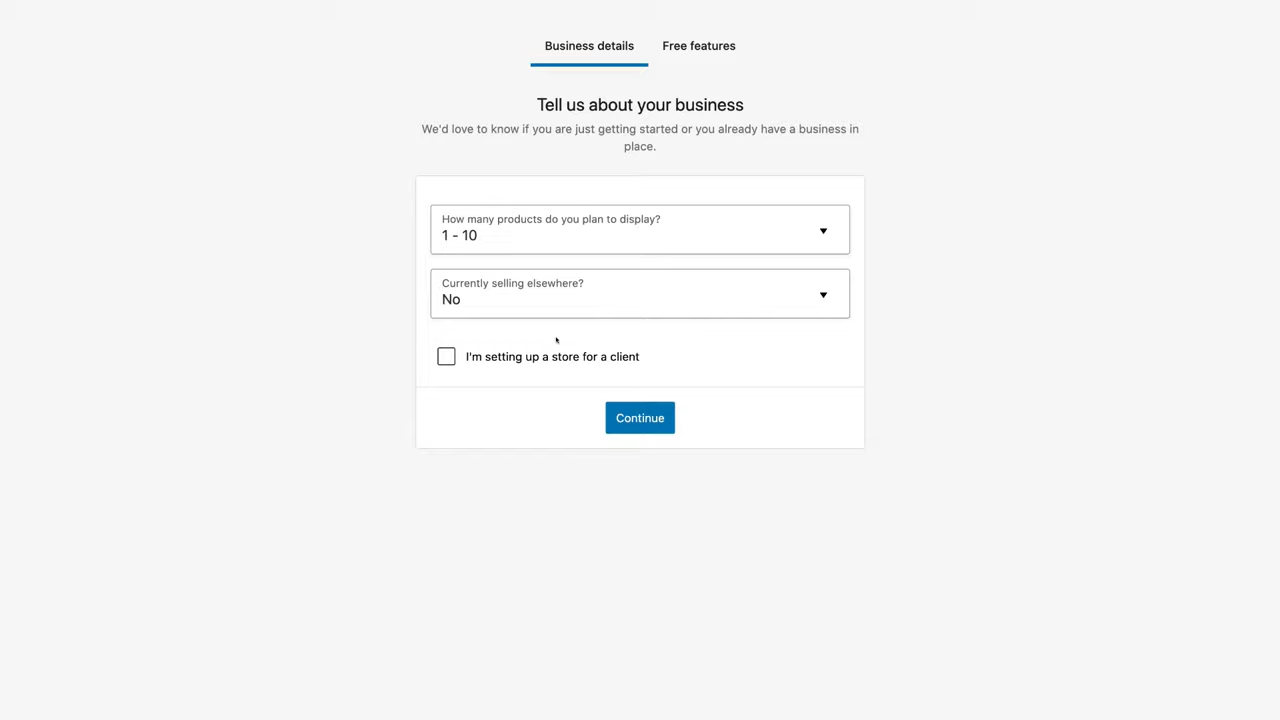 Business details
Free features
Tell us about your business
We'd love to know if you are just getting started or you already have a business in
place.
How many products do you plan to display?
1 - 10
Currently selling elsewhere?
No
I'm setting up a store for a client
Continue